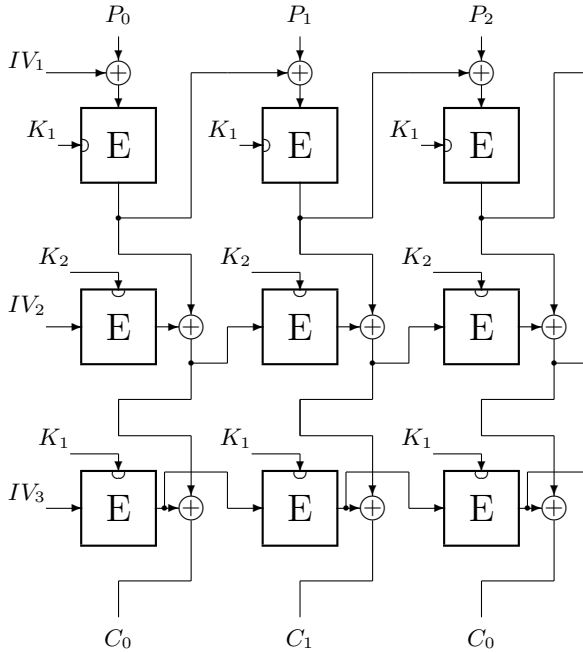 P₀ P₁ P₂
IV₁
K₁ E K₁ E K₁ E
K₂ K₂ K₂
IV₂ E E E
K₁ K₁ K₁
IV₃ E E E
C₀ C₁ C₀